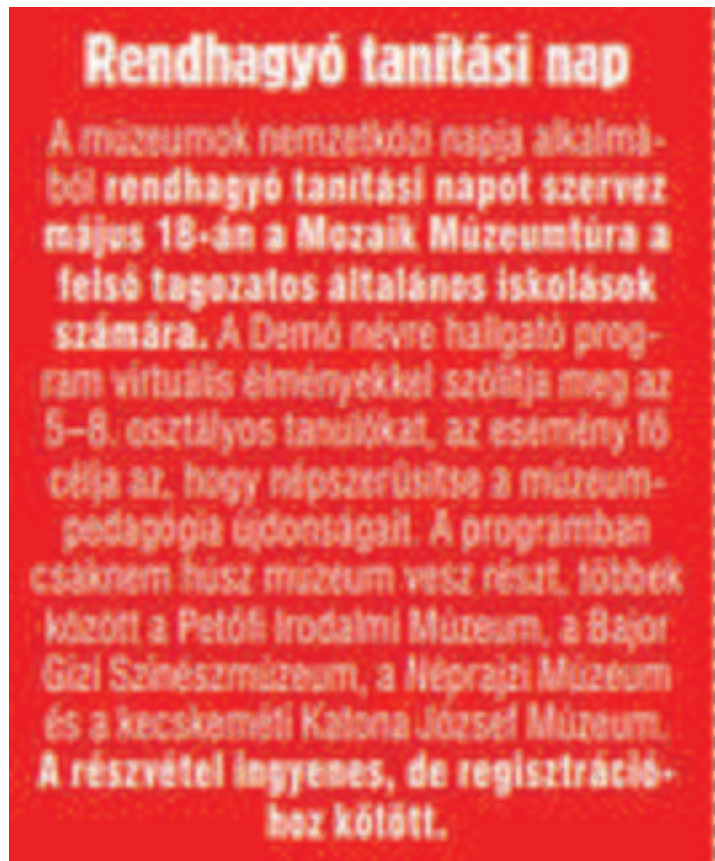 Rendhagyó tanítási nap
A múzeumok nemzetközi napja alkalmá-
ból rendhagyó tanítási napot szervez
május 18-án a Mozaik Múzeumtúra a
felső tagozatos általános iskolások
számára. A Demó névre hallgató prog-
ram virtuális élményekkel szólítja meg az
5–8. osztályos tanulókat, az esemény fő
célja az, hogy népszerűsítse a múzeum-
pedagógia újdonságait. A programban
csaknem húsz múzeum vesz részt, többek
között a Petőfi Irodalmi Múzeum, a Bajor
Gizi Színészmúzeum, a Néprajzi Múzeum
és a kecskeméti Katona József Múzeum.
A részvétel ingyenes, de regisztráció-
hoz kötött.